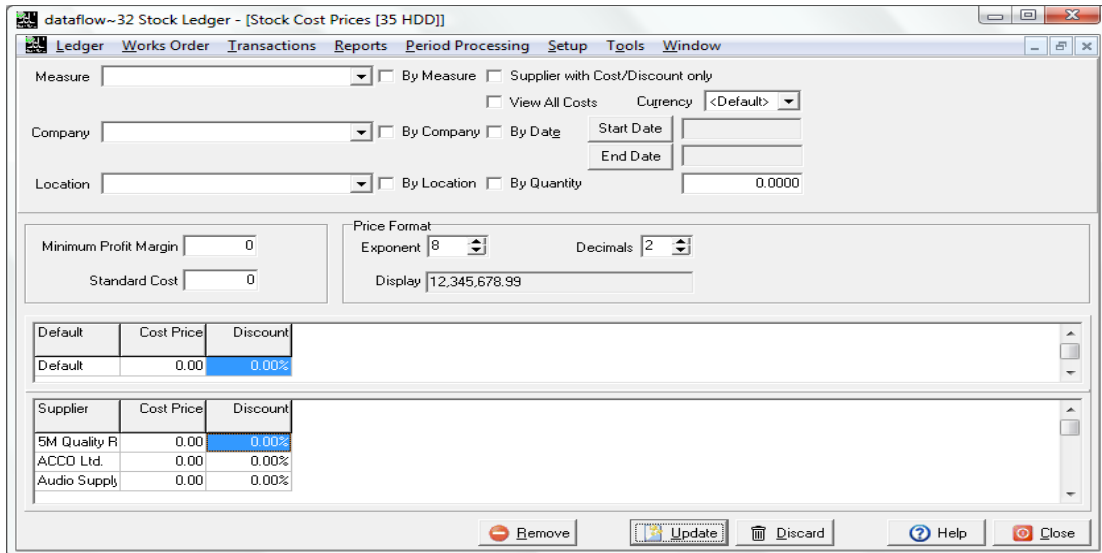 dataflow~32 Stock Ledger - [Stock Cost Prices [35 HDD]]
Ledger Works Order Transactions Reports Period Processing Setup Tools Window
Measure By Measure Supplier with Cost/Discount only
View All Costs Currency <Default>
Company By Company By Date Start Date
End Date
Location By Location By Quantity 0.0000
Price Format
Minimum Profit Margin 0 Exponent 8 Decimals 2
Standard Cost 0 Display 12,345,678.99
Default Cost Price Discount
Default 0.00 0.00%
Supplier Cost Price Discount
5M Quality R 0.00 0.00%
ACCO Ltd. 0.00 0.00%
Audio Supply 0.00 0.00%
Remove Update Discard Help Close